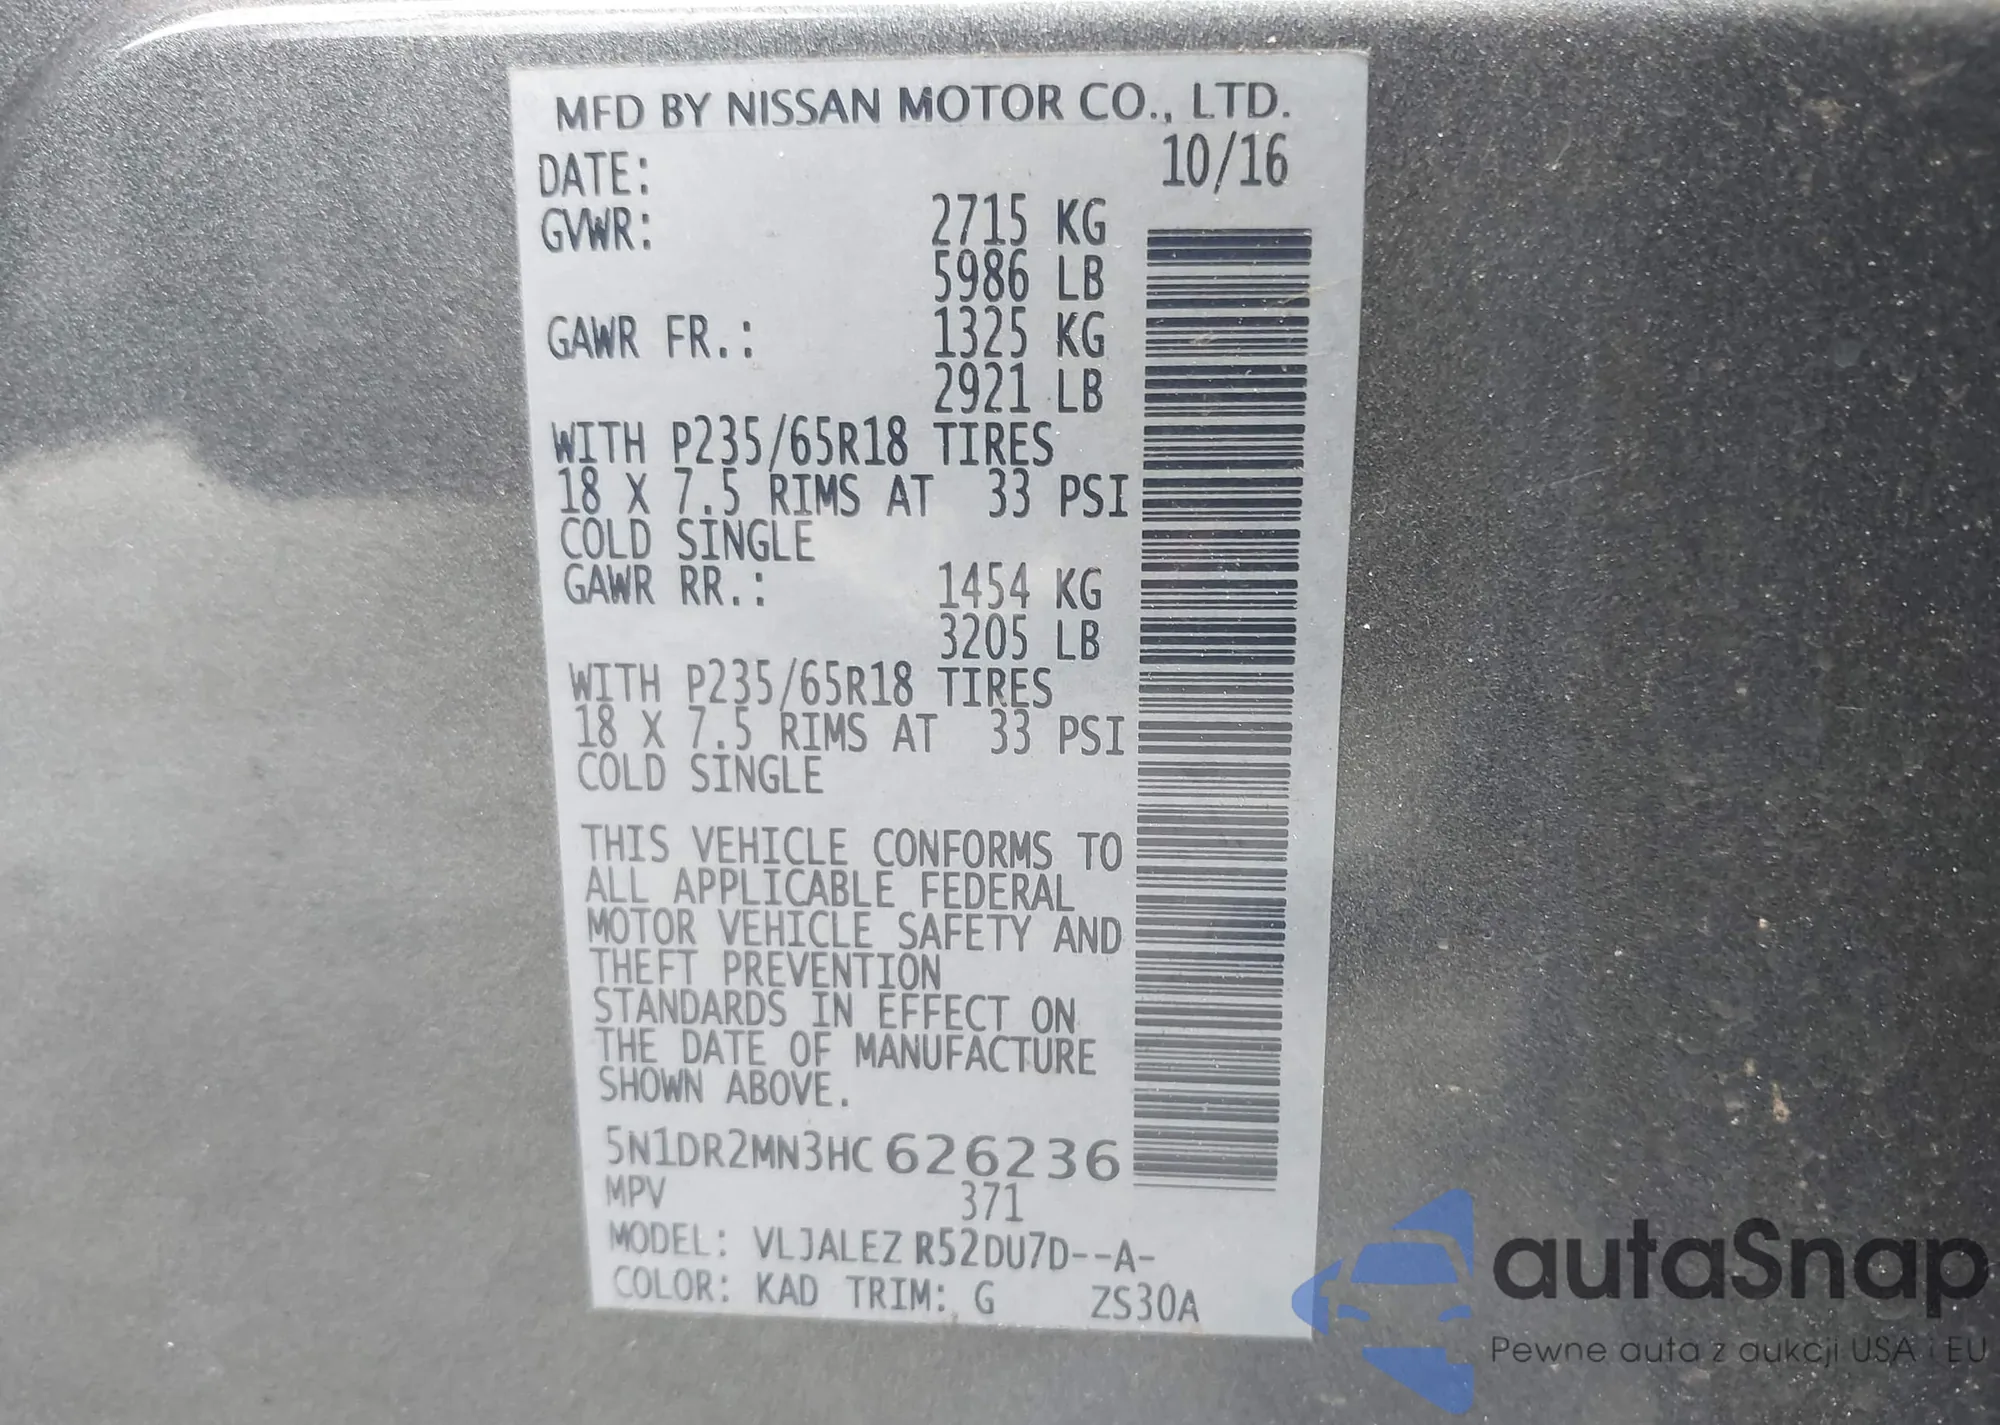 MFD BY NISSAN MOTOR CO., LTD.
DATE: 10/16
GVWR: 2715 KG
5986 LB
GAWR FR.: 1325 KG
2921 LB
WITH P235/65R18 TIRES
18 X 7.5 RIMS AT 33 PSI
COLD SINGLE
GAWR RR.: 1454 KG
3205 LB
WITH P235/65R18 TIRES
18 X 7.5 RIMS AT 33 PSI
COLD SINGLE
THIS VEHICLE CONFORMS TO
ALL APPLICABLE FEDERAL
MOTOR VEHICLE SAFETY AND
THEFT PREVENTION
STANDARDS IN EFFECT ON
THE DATE OF MANUFACTURE
SHOWN ABOVE.
5N1DR2MN3HC626236
MPV 371
MODEL: VLJALEZ R52DU7D--A-
COLOR: KAD TRIM: G ZS30A
autaSnap
Pewne auta z aukcji USA i EU